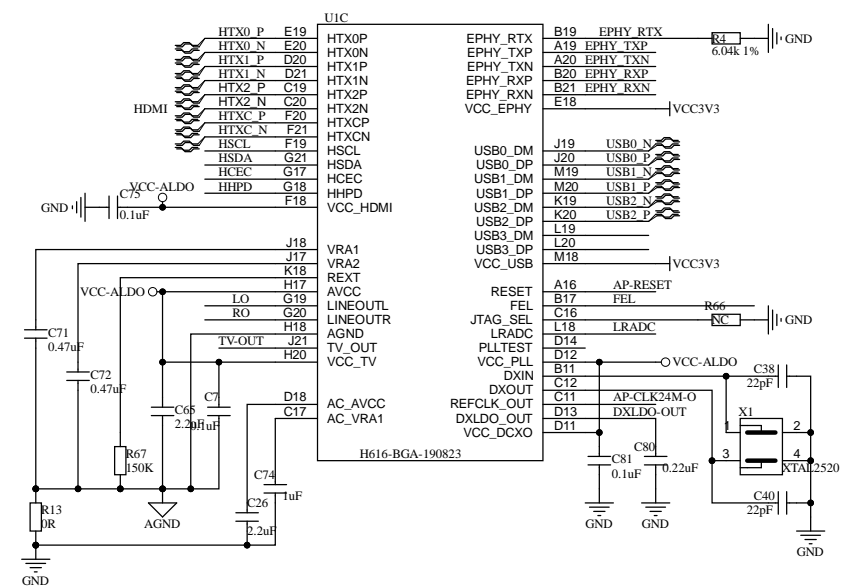 U1C
HTX0_P E19 HTX0P
HTX0_N E20 HTX0N
HTX1_P D20 HTX1P
HTX1_N D21 HTX1N
HTX2_P C19 HTX2P
HTX2_N C20 HTX2N
HTXC_P F20 HTXCP
HTXC_N F21 HTXCN
HSCL F19 HSCL
HSDA G21 HSDA
HCEC G17 HCEC
HHPD G18 HHPD
F18 VCC_HDMI
HDMI
VCC-ALDO
C75
0.1uF
GND
J18 VRA1
J17 VRA2
K18 REXT
H17 AVCC
LO G19 LINEOUTL
RO G20 LINEOUTR
H18 AGND
TV-OUT J21 TV_OUT
H20 VCC_TV
D18 AC_AVCC
C17 AC_VRA1
VCC-ALDO
C71
0.47uF
C72
0.47uF
C65
2.2uF
C7
0.1uF
R67
150K
C74
1uF
C26
2.2uF
R13
0R
AGND
GND
EPHY_RTX B19 EPHY_RTX
EPHY_TXP A19 EPHY_TXP
EPHY_TXN A20 EPHY_TXN
EPHY_RXP B20 EPHY_RXP
EPHY_RXN B21 EPHY_RXN
VCC_EPHY E18 VCC3V3
R4
6.04k 1%
GND
USB0_DM J19 USB0_N
USB0_DP J20 USB0_P
USB1_DM M19 USB1_N
USB1_DP M20 USB1_P
USB2_DM K19 USB2_N
USB2_DP K20 USB2_P
USB3_DM L19
USB3_DP L20
VCC_USB M18 VCC3V3
RESET A16 AP-RESET
FEL B17 FEL
JTAG_SEL C16
LRADC L18 LRADC
PLLTEST D14
VCC_PLL D12 VCC-ALDO
DXIN B11
DXOUT C12
REFCLK_OUT C11 AP-CLK24M-O
DXLDO_OUT D13 DXLDO-OUT
VCC_DCXO D11
R66
NC
GND
C38
22pF
X1
1 2
3 4
XTAL2520
C40
22pF
GND
C81
0.1uF
GND
C80
0.22uF
GND
H616-BGA-190823